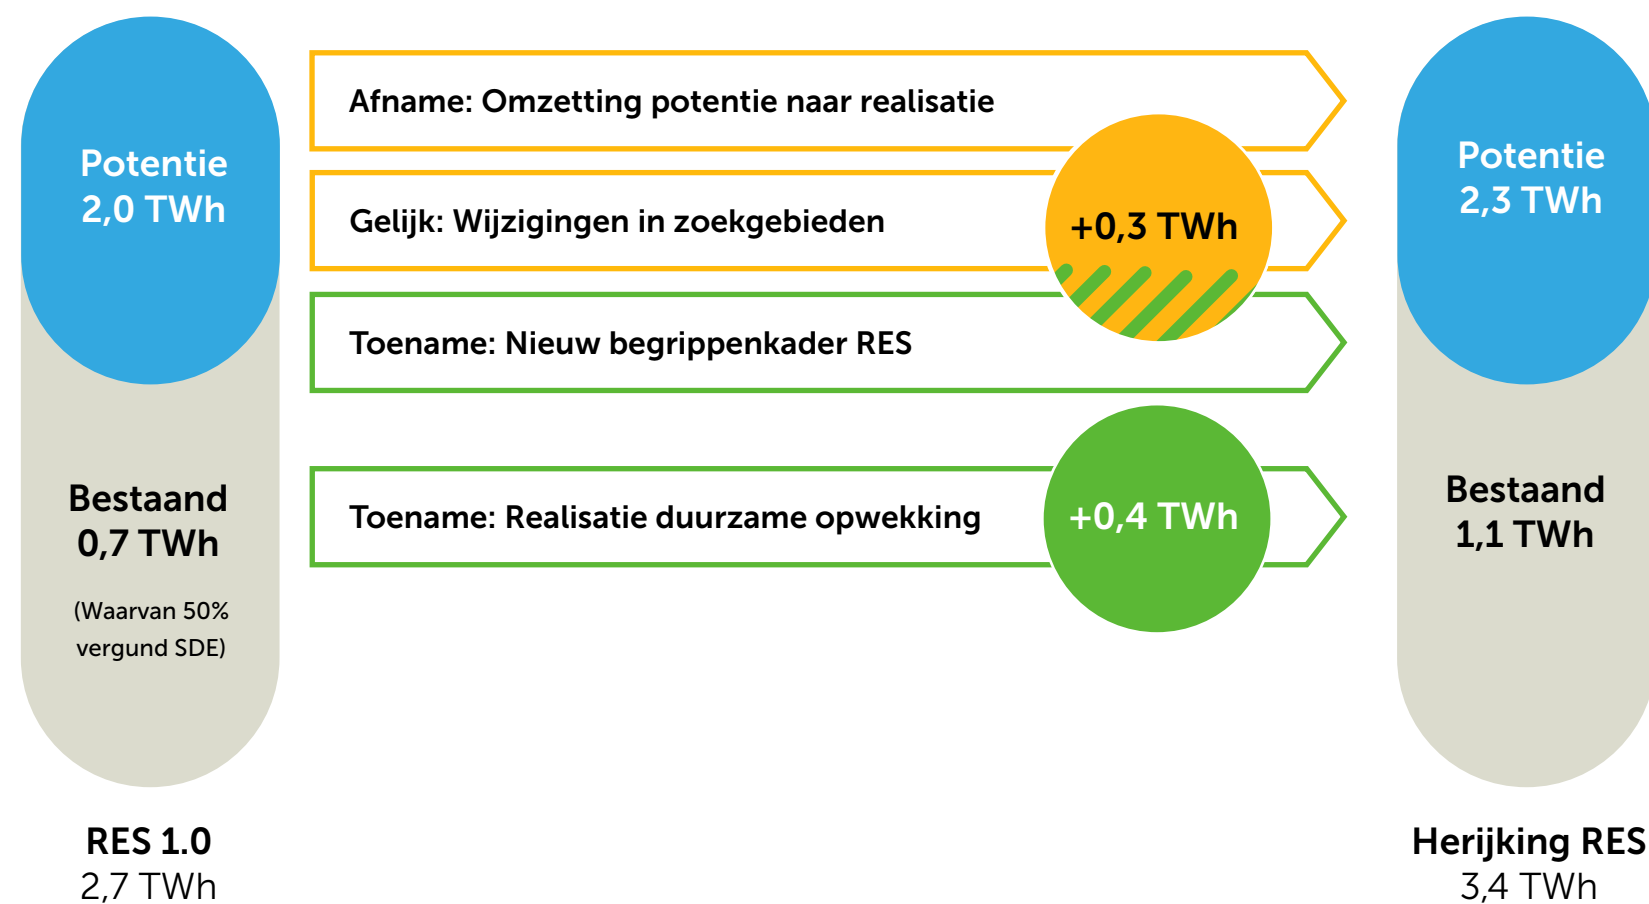 Potentie
2,0 TWh
Bestaand
0,7 TWh
(Waarvan 50%
vergund SDE)
RES 1.0
2,7 TWh
Afname: Omzetting potentie naar realisatie
Gelijk: Wijzigingen in zoekgebieden
+0,3 TWh
Toename: Nieuw begrippenkader RES
Toename: Realisatie duurzame opwekking
+0,4 TWh
Potentie
2,3 TWh
Bestaand
1,1 TWh
Herijking RES
3,4 TWh